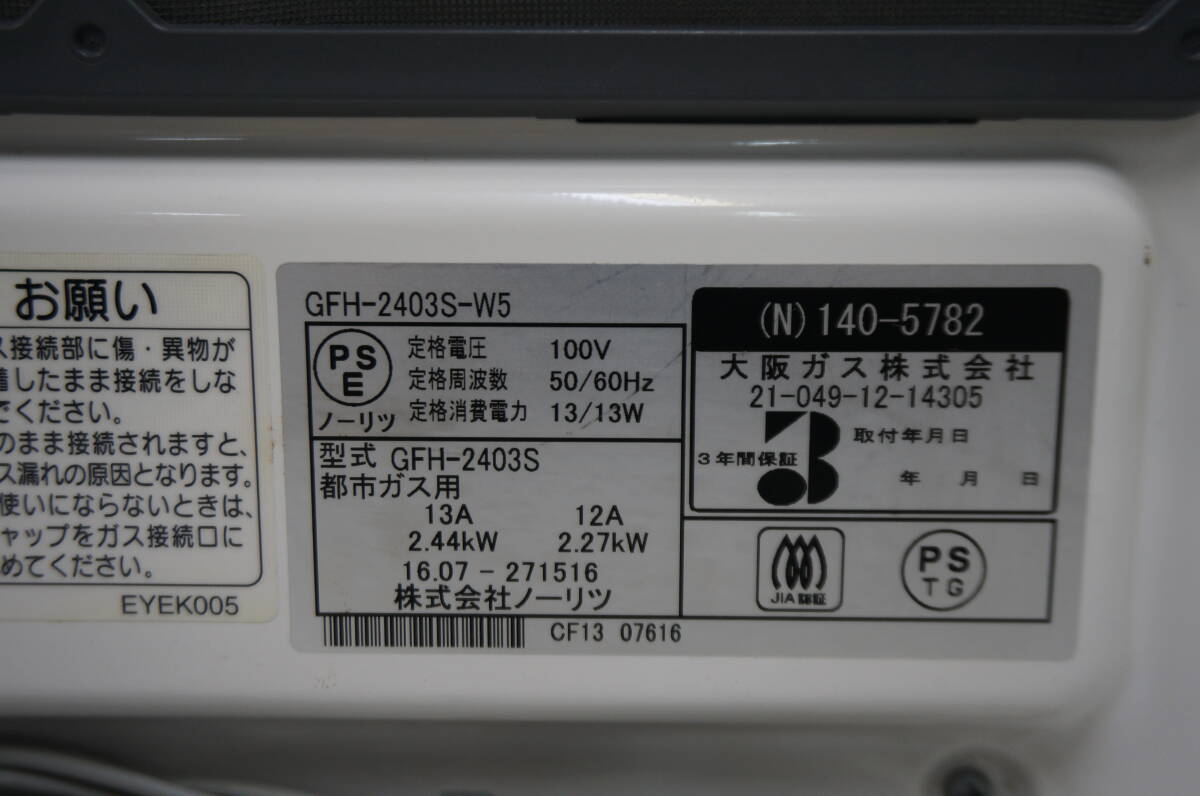 お願い
ス接続部に傷・異物が
着したまま接続をしな
でください。
のまま接続されますと、
ス漏れの原因となります。
使いにならないときは、
キャップをガス接続口に
めてください。
EYEK005
GFH-2403S-W5
PS
E
ノーリツ
定格電圧 100V
定格周波数 50/60Hz
定格消費電力 13/13W
型式 GFH-2403S
都市ガス用
13A 12A
2.44kW 2.27kW
16.07-271516
株式会社ノーリツ
CF13 07616
(N) 140-5782
大阪ガス株式会社
21-049-12-14305
3年間保証
取付年月日
年 月 日
JIA 認証
PS
TG